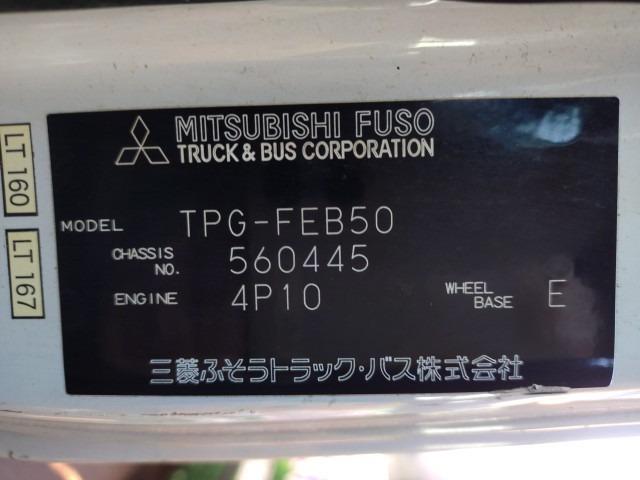 MITSUBISHI FUSO
TRUCK & BUS CORPORATION
LT 160
LT 167
MODEL TPG-FEB50
CHASSIS NO. 560445
ENGINE 4P10 WHEEL BASE E
三菱ふそうトラック・バス株式会社